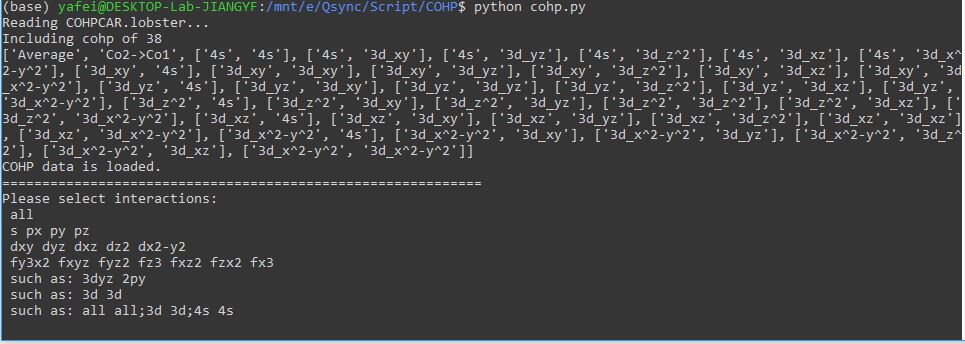 (base) yafei@DESKTOP-Lab-JIANGYF:/mnt/e/Qsync/Script/COHP$ python cohp.py
Reading COHPCAR.lobster...
Including cohp of 38
['Average', 'Co2->Co1', ['4s', '4s'], ['4s', '3d_xy'], ['4s', '3d_yz'], ['4s', '3d_z^2'], ['4s', '3d_xz'], ['4s', '3d_x^
2-y^2'], ['3d_xy', '4s'], ['3d_xy', '3d_xy'], ['3d_xy', '3d_yz'], ['3d_xy', '3d_z^2'], ['3d_xy', '3d_xz'], ['3d_xy', '3d
_x^2-y^2'], ['3d_yz', '4s'], ['3d_yz', '3d_xy'], ['3d_yz', '3d_yz'], ['3d_yz', '3d_z^2'], ['3d_yz', '3d_xz'], ['3d_yz', 
'3d_x^2-y^2'], ['3d_z^2', '4s'], ['3d_z^2', '3d_xy'], ['3d_z^2', '3d_yz'], ['3d_z^2', '3d_z^2'], ['3d_z^2', '3d_xz'], ['
3d_z^2', '3d_x^2-y^2'], ['3d_xz', '4s'], ['3d_xz', '3d_xy'], ['3d_xz', '3d_yz'], ['3d_xz', '3d_z^2'], ['3d_xz', '3d_xz']
, ['3d_xz', '3d_x^2-y^2'], ['3d_x^2-y^2', '4s'], ['3d_x^2-y^2', '3d_xy'], ['3d_x^2-y^2', '3d_yz'], ['3d_x^2-y^2', '3d_z^
2'], ['3d_x^2-y^2', '3d_xz'], ['3d_x^2-y^2', '3d_x^2-y^2']]
COHP data is loaded.
============================================================
Please select interactions:
 all
 s px py pz
 dxy dyz dxz dz2 dx2-y2
 fy3x2 fxyz fyz2 fz3 fxz2 fzx2 fx3
 such as: 3dyz 2py
 such as: 3d 3d
 such as: all all;3d 3d;4s 4s